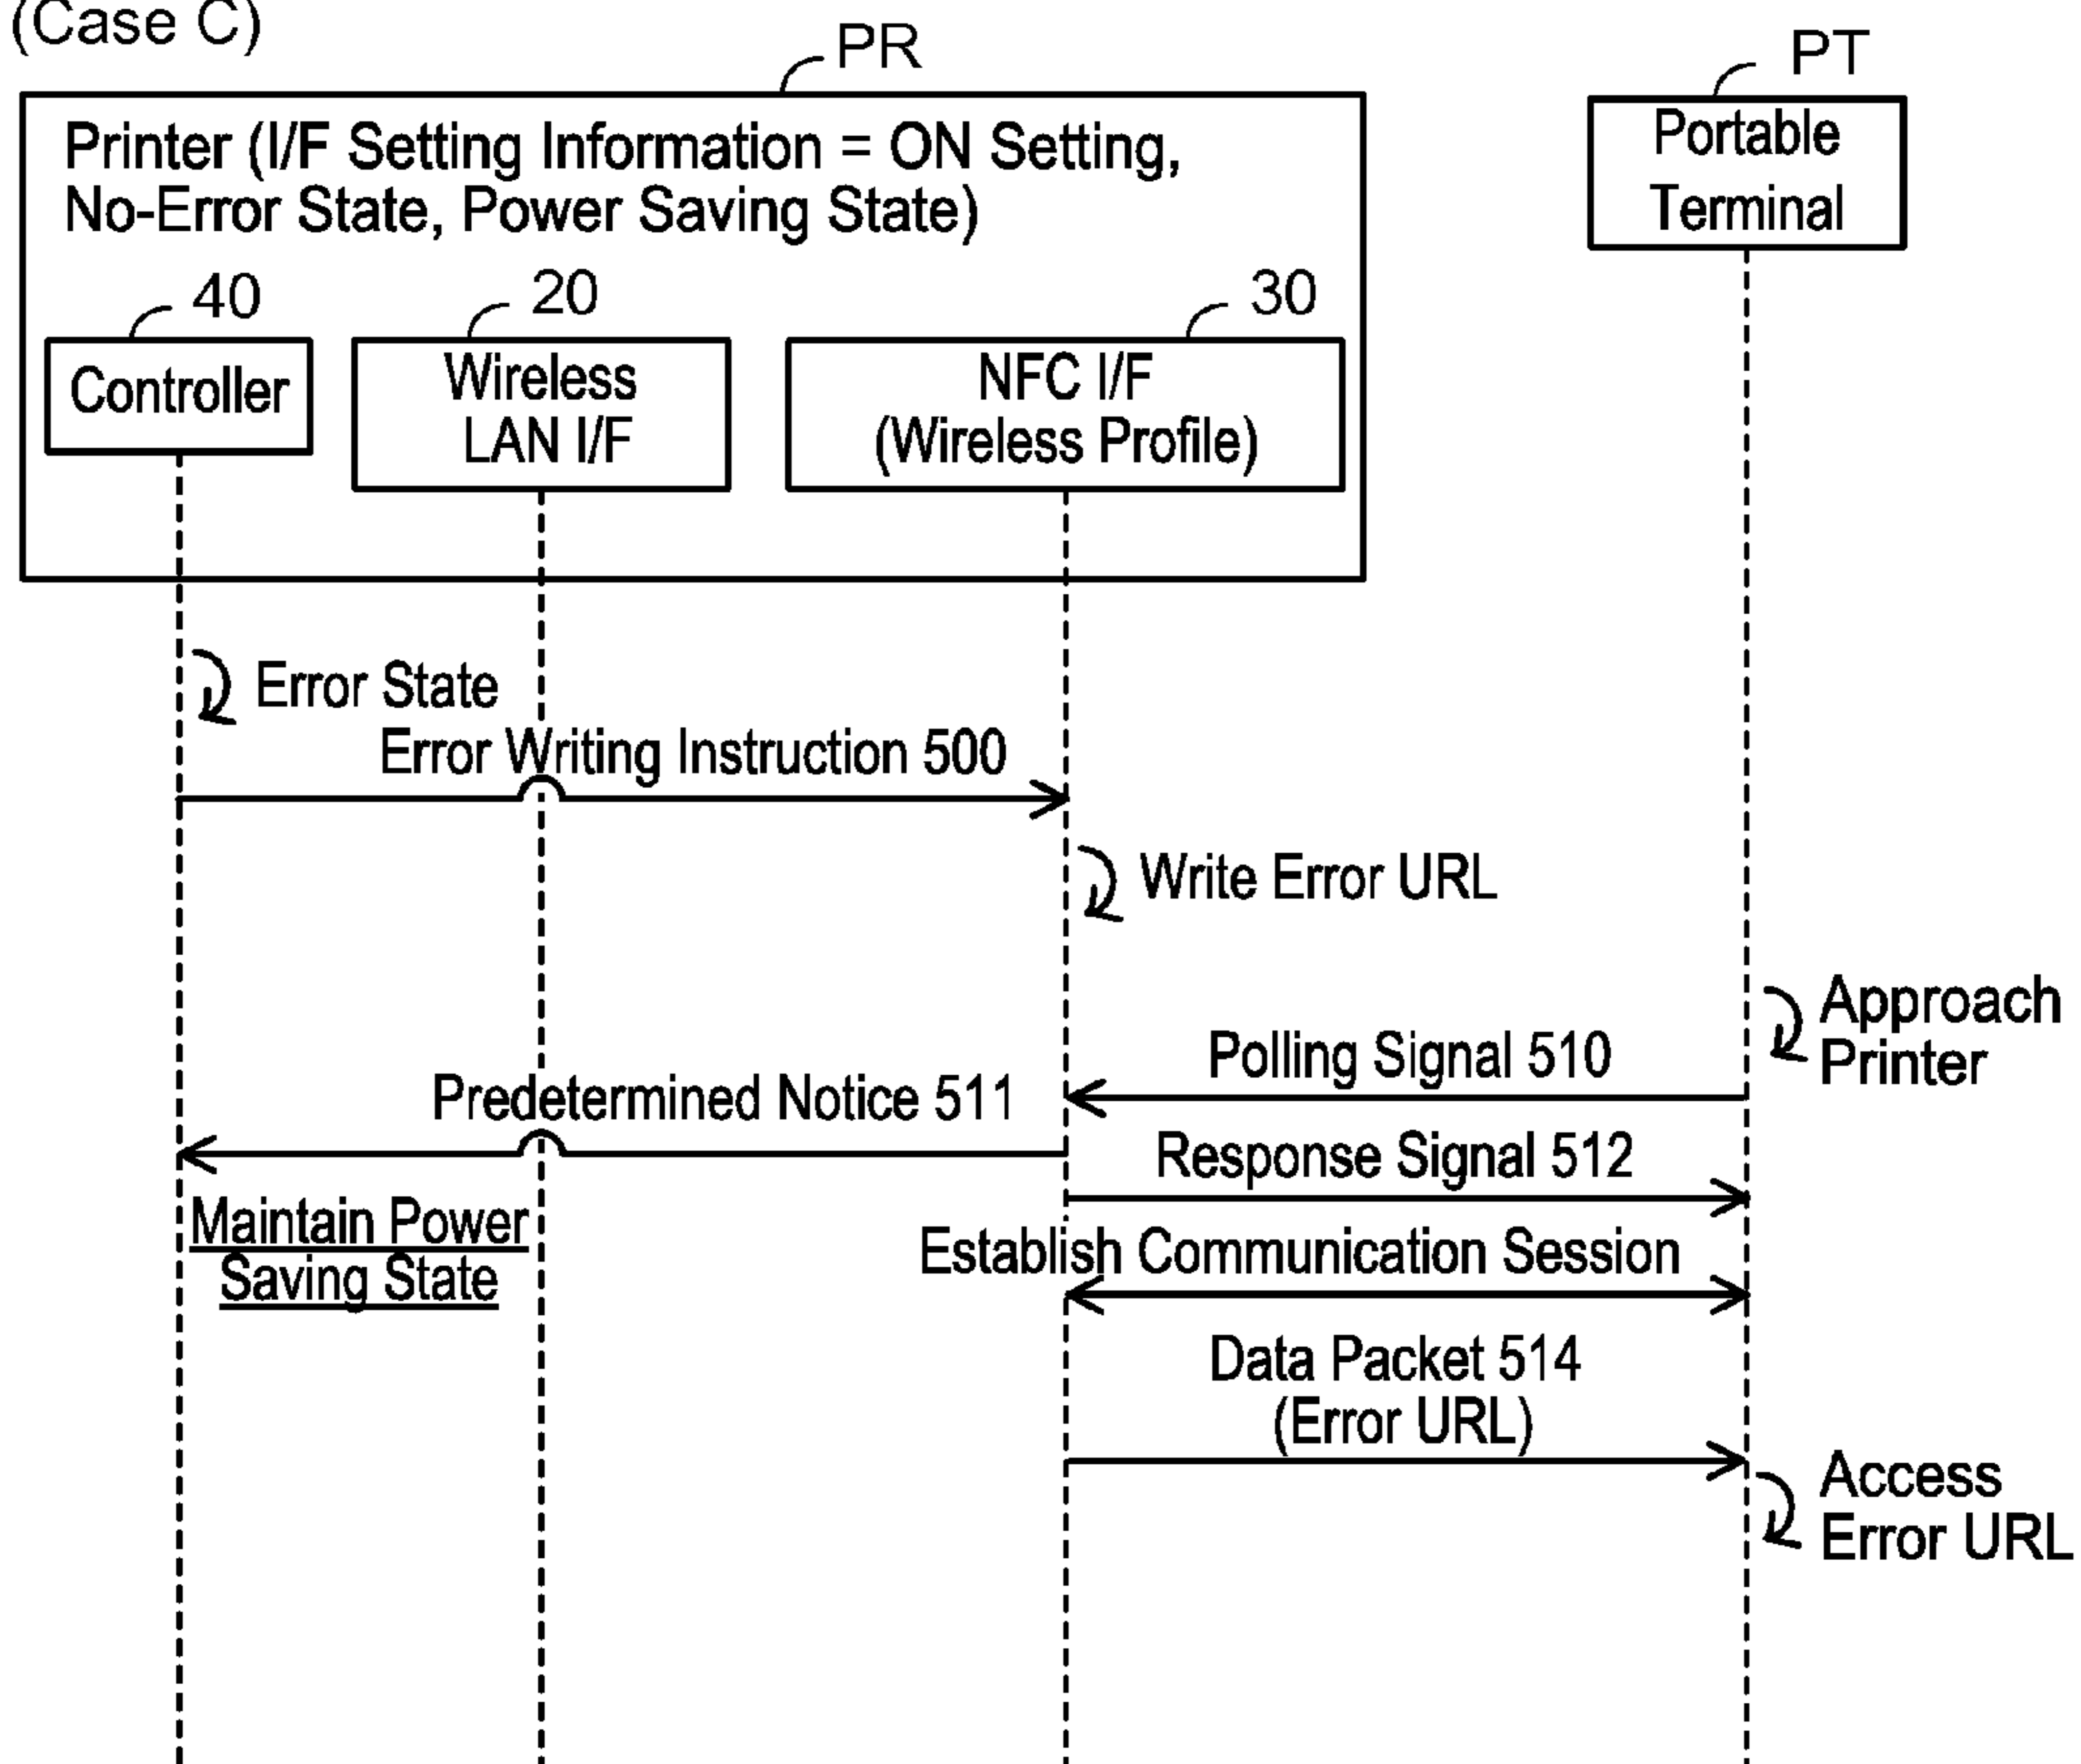 (Case C)
PR
PT
Printer (I/F Setting Information = ON Setting,
No-Error State, Power Saving State)
Portable
Terminal
40
20
30
Controller
Wireless
LAN I/F
NFC I/F
(Wireless Profile)
Error State
Error Writing Instruction 500
Write Error URL
Approach
Printer
Polling Signal 510
Predetermined Notice 511
Response Signal 512
Maintain Power
Saving State
Establish Communication Session
Data Packet 514
(Error URL)
Access
Error URL